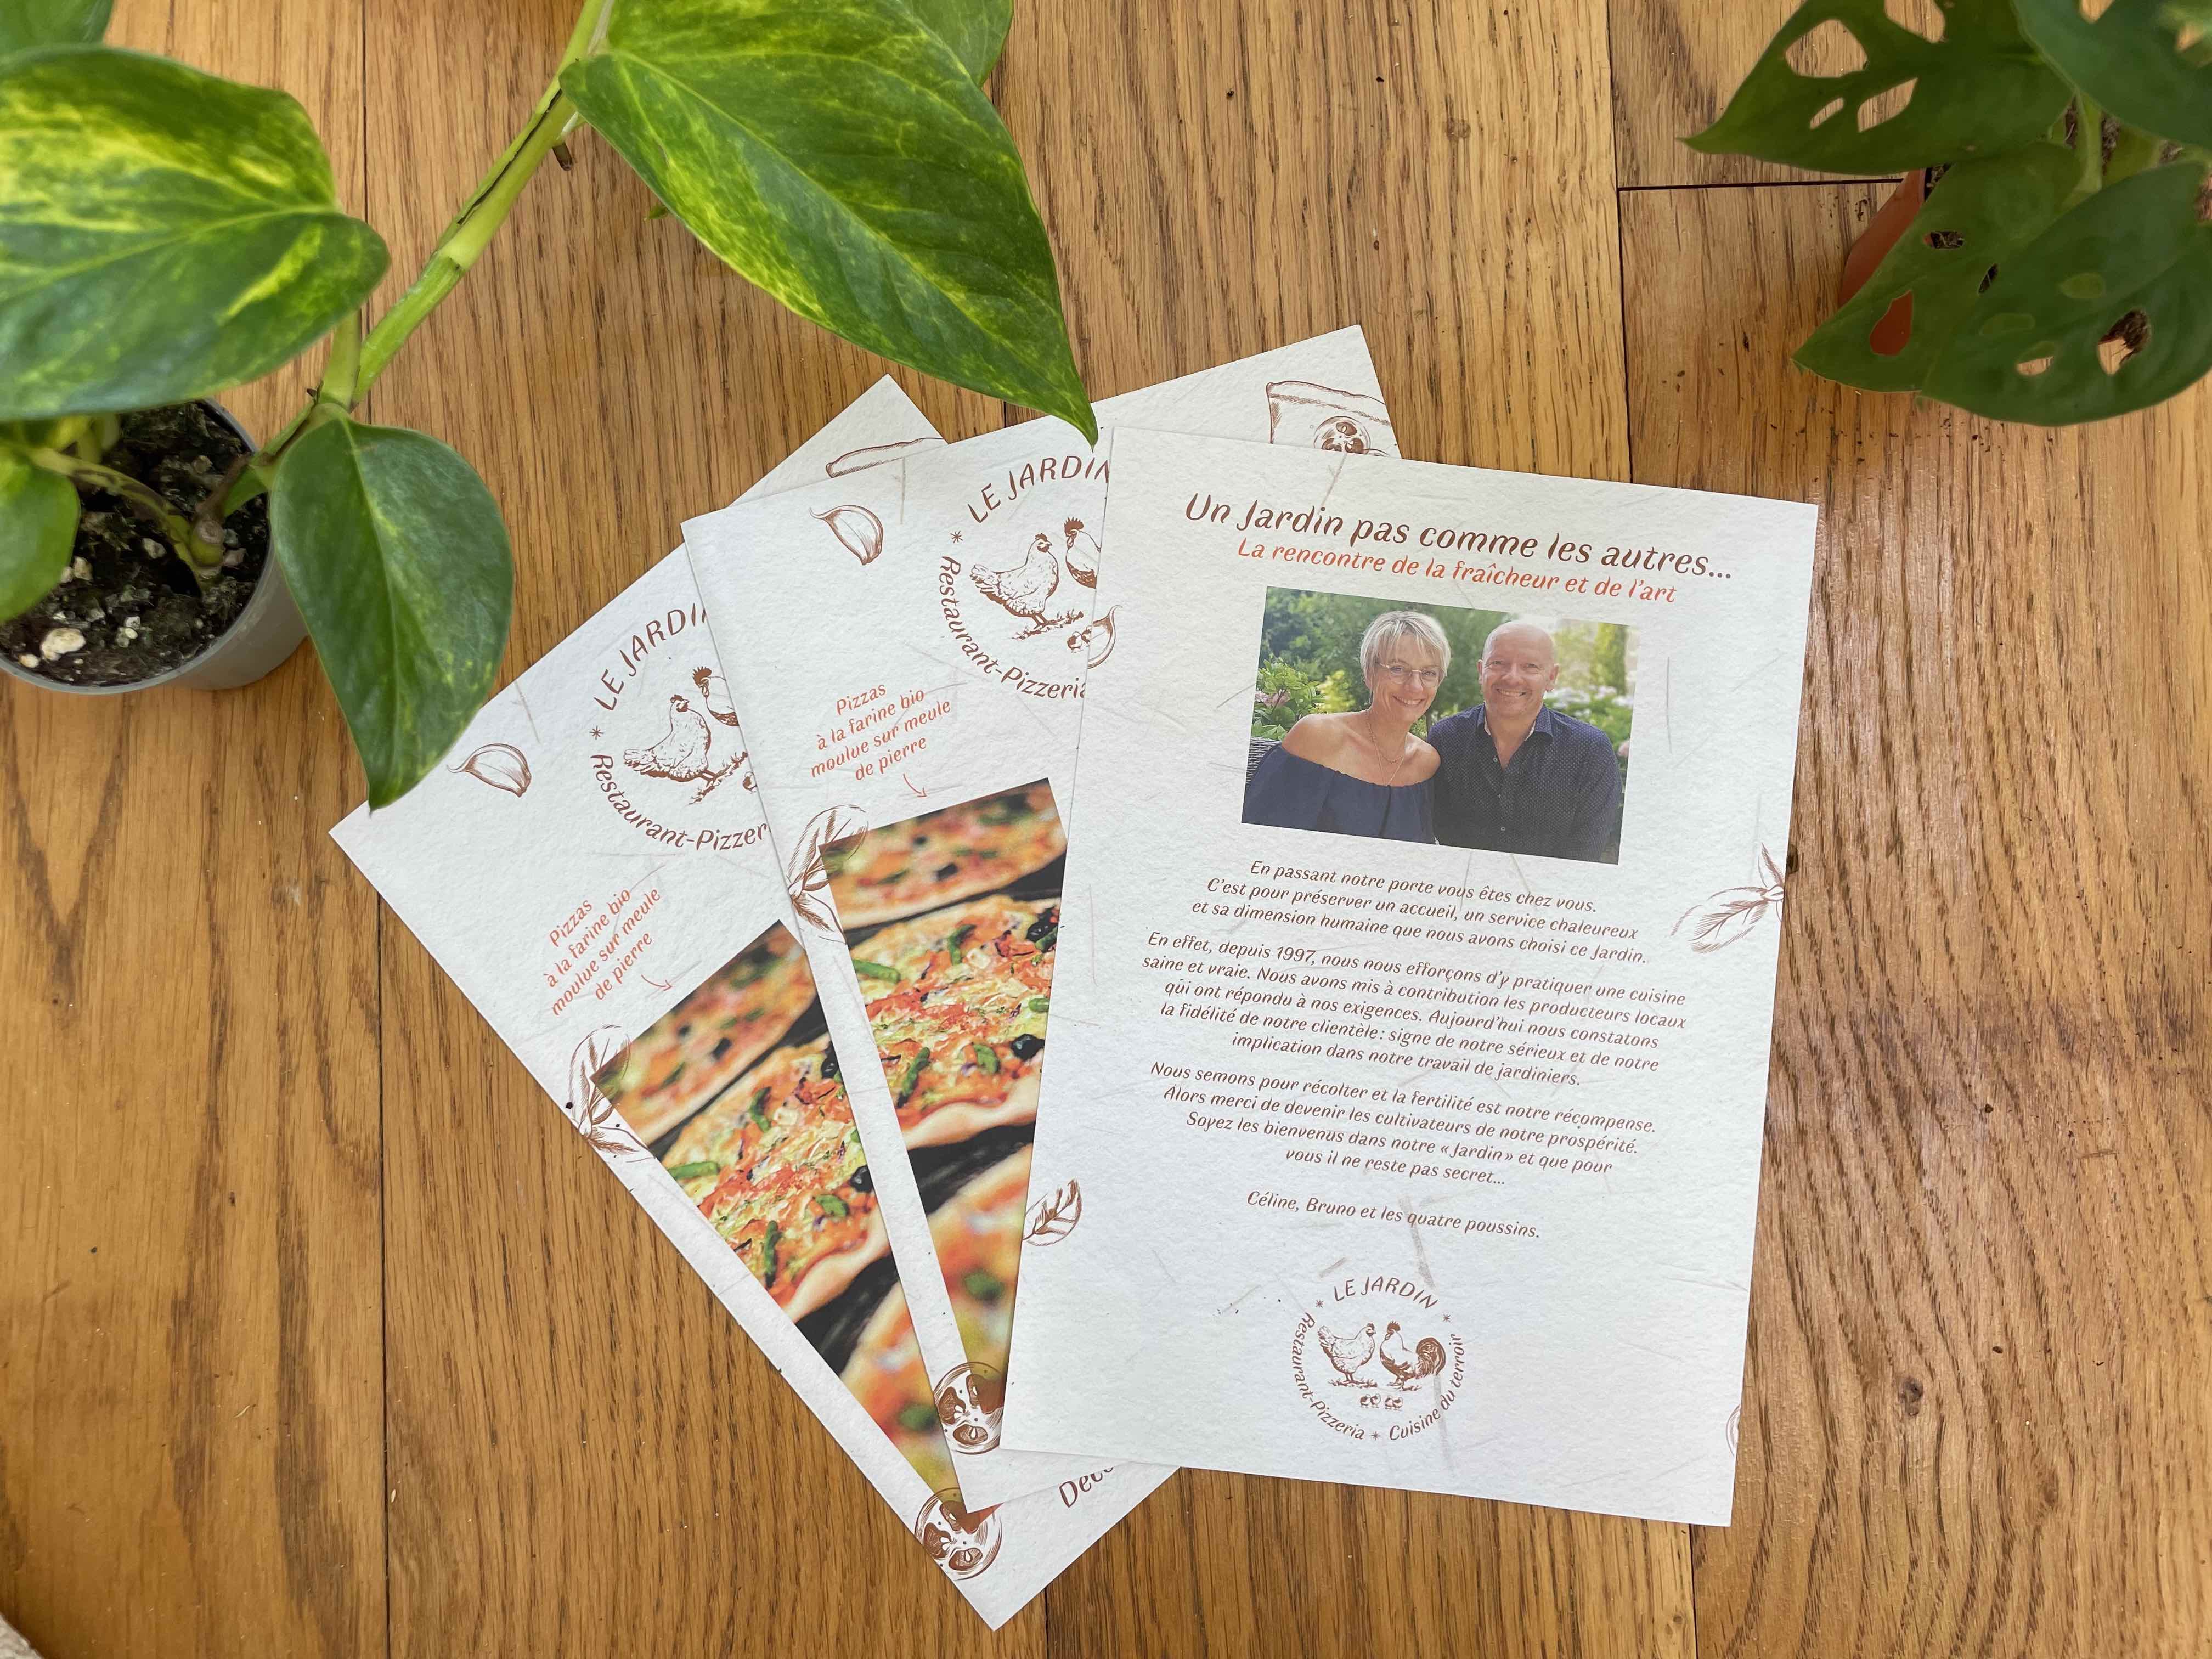 LE JARDIN
Restaurant-Pizzer
Pizzas
à la farine bio
moulue sur meule
de pierre
LE JARDIN
Restaurant-Pizzeria
Pizzas
à la farine bio
moulue sur meule
de pierre
Un Jardin pas comme les autres...
La rencontre de la fraîcheur et de l'art
En passant notre porte vous êtes chez vous.
C'est pour préserver un accueil, un service chaleureux
et sa dimension humaine que nous avons choisi ce Jardin.
En effet, depuis 1997, nous nous efforçons d'y pratiquer une cuisine
saine et vraie. Nous avons mis à contribution les producteurs locaux
qui ont répondu à nos exigences. Aujourd'hui nous constatons
la fidélité de notre clientèle : signe de notre sérieux et de notre
implication dans notre travail de jardiniers.
Nous semons pour récolter et la fertilité est notre récompense.
Alors merci de devenir les cultivateurs de notre prospérité.
Soyez les bienvenus dans notre « Jardin » et que pour
vous il ne reste pas secret...
Céline, Bruno et les quatre poussins.
LE JARDIN
Restaurant-Pizzeria * Cuisine du terroir